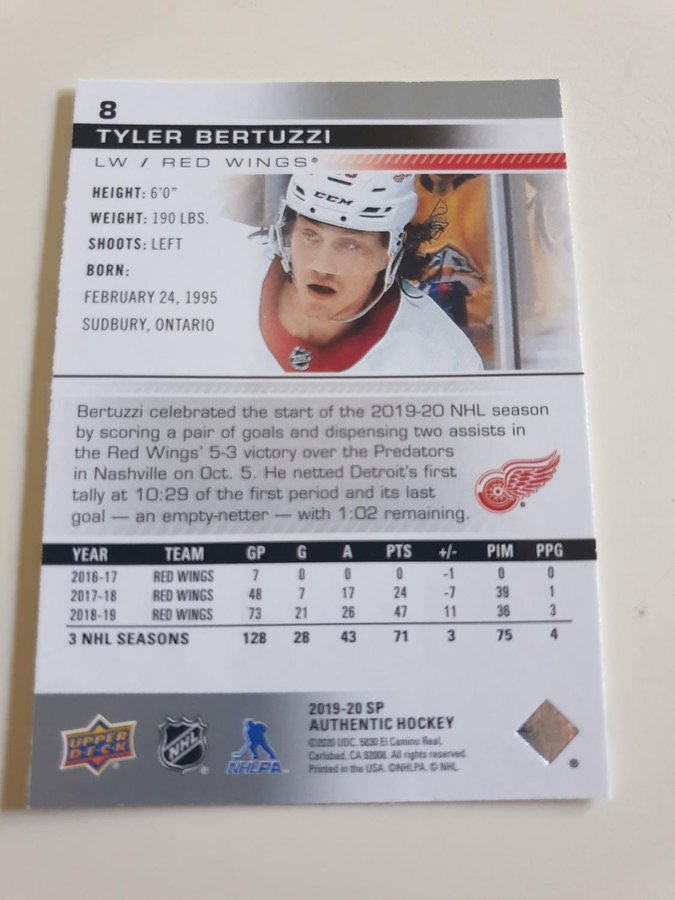 8
TYLER BERTUZZI
LW / RED WINGS®
HEIGHT: 6'0"
WEIGHT: 190 LBS.
SHOOTS: LEFT
BORN:
FEBRUARY 24, 1995
SUDBURY, ONTARIO
CCM
Bertuzzi celebrated the start of the 2019-20 NHL season
by scoring a pair of goals and dispensing two assists in
the Red Wings' 5-3 victory over the Predators
in Nashville on Oct. 5. He netted Detroit's first
tally at 10:29 of the first period and its last
goal — an empty-netter — with 1:02 remaining.
YEAR TEAM GP G A PTS +/- PIM PPG
2016-17 RED WINGS 7 0 0 0 -1 0 0
2017-18 RED WINGS 48 7 17 24 -7 39 1
2018-19 RED WINGS 73 21 26 47 11 36 3
3 NHL SEASONS 128 28 43 71 3 75 4
UPPER
DECK
NHL
NHLPA
2019-20 SP
AUTHENTIC HOCKEY
©2020 UDC. 5830 El Camino Real,
Carlsbad, CA 92008. All rights reserved.
Printed in the USA. ©NHLPA. © NHL.